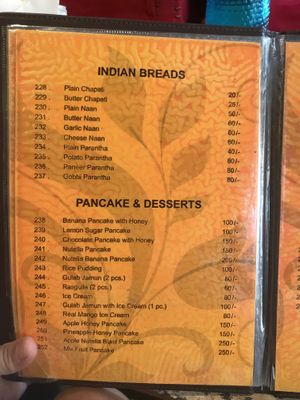 INDIAN BREADS
228. Plain Chapati 20/-
229. Butter Chapati 25/-
230. Plain Naan 50/-
231. Butter Naan 60/-
232. Garlic Naan 60/-
233. Cheese Naan 80/-
234. Plain Parantha 40/-
235. Potato Parantha 60/-
236. Paneer Parantha 80/-
237. Gobhi Parantha 60/-
PANCAKE & DESSERTS
238 Banana Pancake with Honey 100/-
239 Lemon Sugar Pancake 100/-
240 Chocolate Pancake with Honey 150/-
241 Nutella Pancake 150/-
242 Nutella Banana Pancake 200/-
243 Rice Pudding 100/-
244 Gulab Jamun (2 pcs.)
245 Rasgulla (2 pcs.)
246 Ice Cream
247 Gulab Jamun with Ice Cream (1 pc.) 100/-
248 Real Mango Ice Cream 80/-
249 Apple Honey Pancake 150/-
250 Pineapple Honey Pancake 150/-
251 Apple Nutella Blast Pancake 250/-
252 Mix Fruit Pancake 250/-